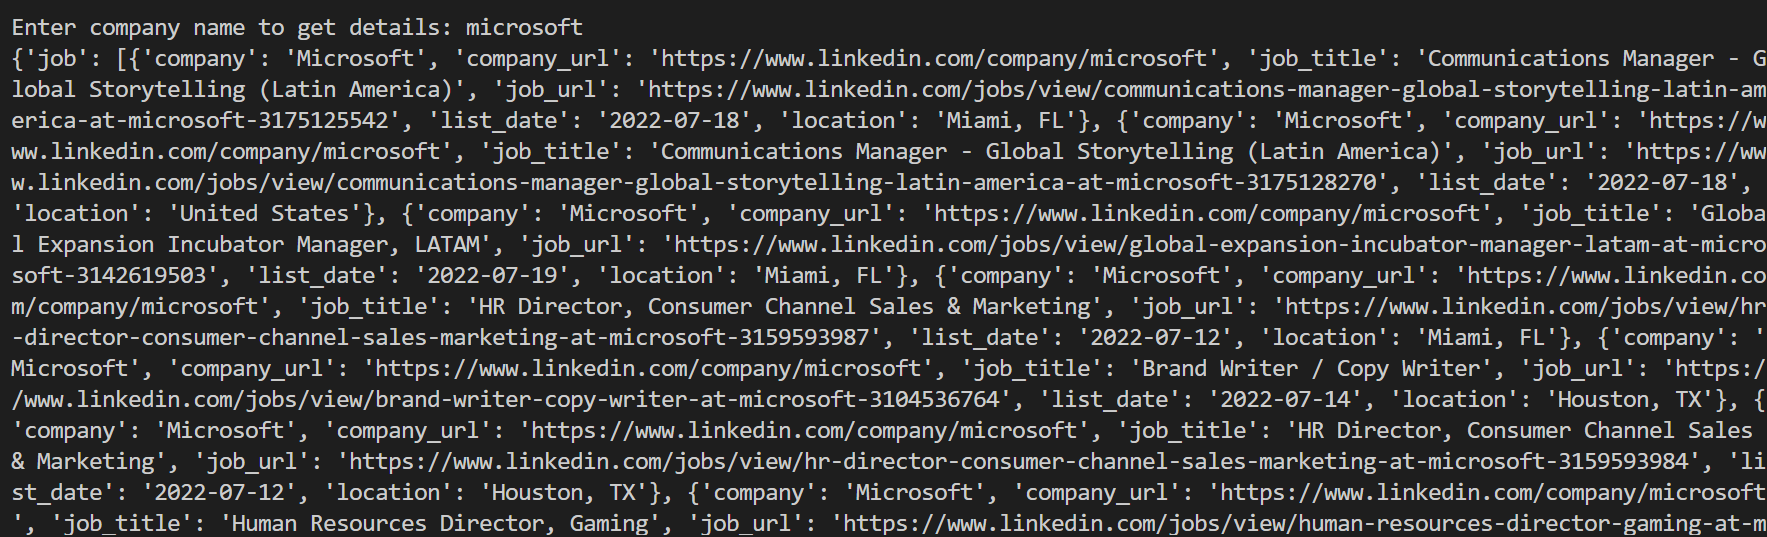 Enter company name to get details: microsoft
{'job': [{'company': 'Microsoft', 'company_url': 'https://www.linkedin.com/company/microsoft', 'job_title': 'Communications Manager - G
lobal Storytelling (Latin America)', 'job_url': 'https://www.linkedin.com/jobs/view/communications-manager-global-storytelling-latin-am
erica-at-microsoft-3175125542', 'list_date': '2022-07-18', 'location': 'Miami, FL'}, {'company': 'Microsoft', 'company_url': 'https://w
ww.linkedin.com/company/microsoft', 'job_title': 'Communications Manager - Global Storytelling (Latin America)', 'job_url': 'https://ww
w.linkedin.com/jobs/view/communications-manager-global-storytelling-latin-america-at-microsoft-3175128270', 'list_date': '2022-07-18',
'location': 'United States'}, {'company': 'Microsoft', 'company_url': 'https://www.linkedin.com/company/microsoft', 'job_title': 'Globa
l Expansion Incubator Manager, LATAM', 'job_url': 'https://www.linkedin.com/jobs/view/global-expansion-incubator-manager-latam-at-micro
soft-3142619503', 'list_date': '2022-07-19', 'location': 'Miami, FL'}, {'company': 'Microsoft', 'company_url': 'https://www.linkedin.co
m/company/microsoft', 'job_title': 'HR Director, Consumer Channel Sales & Marketing', 'job_url': 'https://www.linkedin.com/jobs/view/hr
-director-consumer-channel-sales-marketing-at-microsoft-3159593987', 'list_date': '2022-07-12', 'location': 'Miami, FL'}, {'company': '
Microsoft', 'company_url': 'https://www.linkedin.com/company/microsoft', 'job_title': 'Brand Writer / Copy Writer', 'job_url': 'https:/
/www.linkedin.com/jobs/view/brand-writer-copy-writer-at-microsoft-3104536764', 'list_date': '2022-07-14', 'location': 'Houston, TX'}, {
'company': 'Microsoft', 'company_url': 'https://www.linkedin.com/company/microsoft', 'job_title': 'HR Director, Consumer Channel Sales
& Marketing', 'job_url': 'https://www.linkedin.com/jobs/view/hr-director-consumer-channel-sales-marketing-at-microsoft-3159593984', 'li
st_date': '2022-07-12', 'location': 'Houston, TX'}, {'company': 'Microsoft', 'company_url': 'https://www.linkedin.com/company/microsoft
', 'job_title': 'Human Resources Director, Gaming', 'job_url': 'https://www.linkedin.com/jobs/view/human-resources-director-gaming-at-m